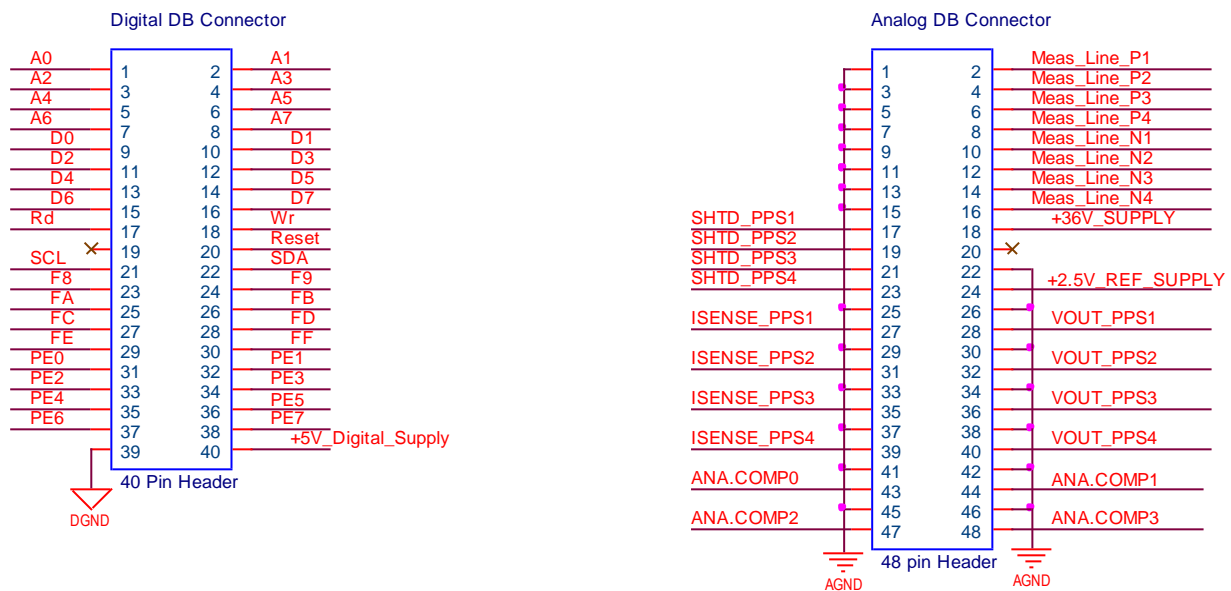 Digital DB Connector
A0 1 2 A1
A2 3 4 A3
A4 5 6 A5
A6 7 8 A7
D0 9 10 D1
D2 11 12 D3
D4 13 14 D5
D6 15 16 D7
Rd 17 18 Wr
19 20 Reset
SCL 21 22 SDA
F8 23 24 F9
FA 25 26 FB
FC 27 28 FD
FE 29 30 FF
PE0 31 32 PE1
PE2 33 34 PE3
PE4 35 36 PE5
PE6 37 38 PE7
39 40 +5V_Digital_Supply
40 Pin Header
DGND
Analog DB Connector
1 2 Meas_Line_P1
3 4 Meas_Line_P2
5 6 Meas_Line_P3
7 8 Meas_Line_P4
9 10 Meas_Line_N1
11 12 Meas_Line_N2
13 14 Meas_Line_N3
15 16 Meas_Line_N4
SHTD_PPS1 17 18 +36V_SUPPLY
SHTD_PPS2 19 20
SHTD_PPS3 21 22
SHTD_PPS4 23 24 +2.5V_REF_SUPPLY
25 26
ISENSE_PPS1 27 28 VOUT_PPS1
29 30
ISENSE_PPS2 31 32 VOUT_PPS2
33 34
ISENSE_PPS3 35 36 VOUT_PPS3
37 38
ISENSE_PPS4 39 40 VOUT_PPS4
41 42
ANA.COMP0 43 44 ANA.COMP1
45 46
ANA.COMP2 47 48 ANA.COMP3
48 pin Header
AGND
AGND